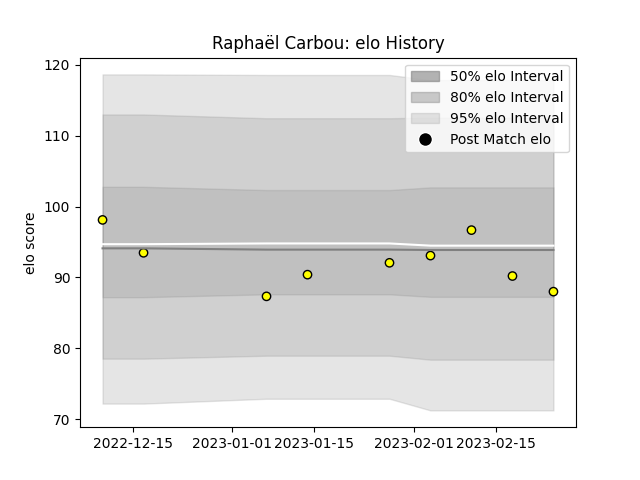 Raphaël Carbou: elo History
120
110
100
90
80
70
elo score
50% elo Interval
80% elo Interval
95% elo Interval
Post Match elo
2022-12-15
2023-01-01
2023-01-15
2023-02-01
2023-02-15